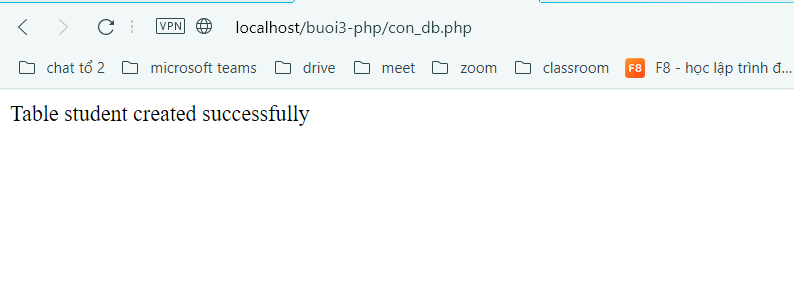 VPN localhost/buoi3-php/con_db.php
chat tổ 2 microsoft teams drive meet zoom classroom F8 F8 - học lập trình đ...
Table student created successfully